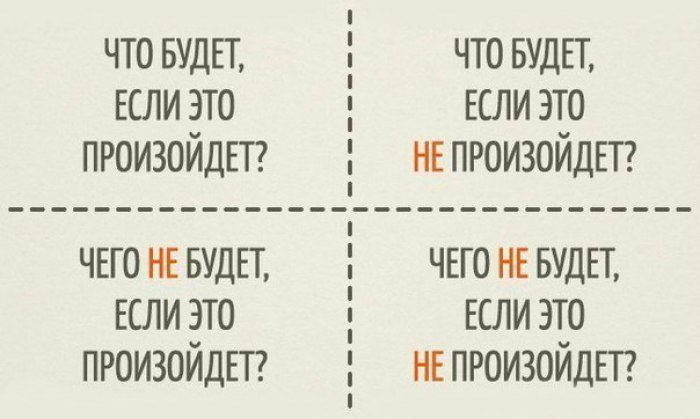 ЧТО БУДЕТ,
ЕСЛИ ЭТО
ПРОИЗОЙДЕТ?
ЧТО БУДЕТ,
ЕСЛИ ЭТО
НЕ ПРОИЗОЙДЕТ?
ЧЕГО НЕ БУДЕТ,
ЕСЛИ ЭТО
ПРОИЗОЙДЕТ?
ЧЕГО НЕ БУДЕТ,
ЕСЛИ ЭТО
НЕ ПРОИЗОЙДЕТ?